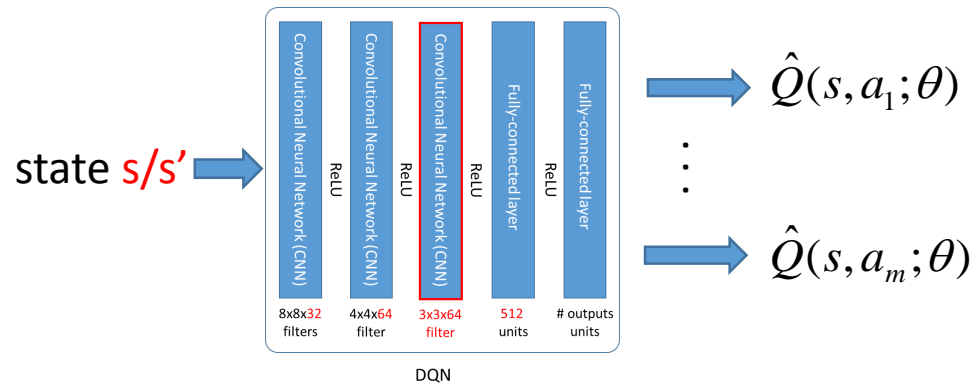 state s/s’
Convolutional Neural Network (CNN)
ReLU
Convolutional Neural Network (CNN)
ReLU
Convolutional Neural Network (CNN)
ReLU
Fully-connected layer
ReLU
Fully-connected layer
8x8x32
filters
4x4x64
filter
3x3x64
filter
512
units
# outputs
units
DQN
Q̂(s,a₁;θ)
⋮
Q̂(s,aₘ;θ)